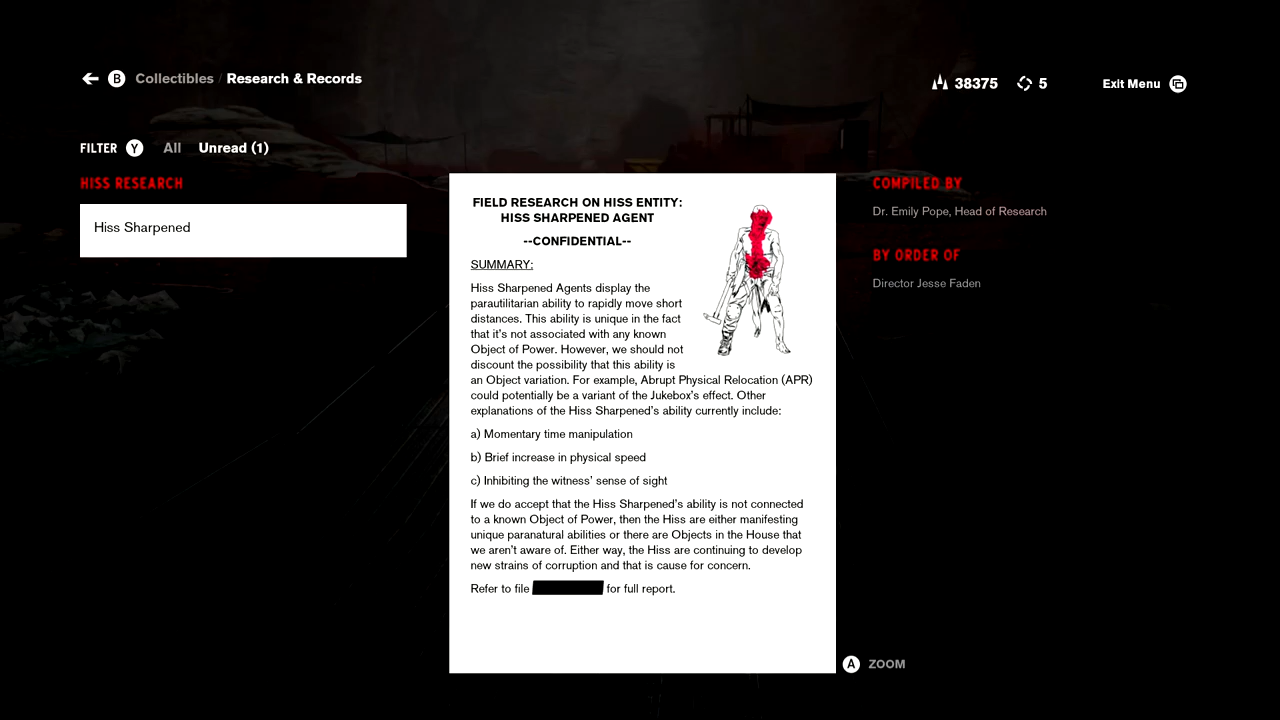 B Collectibles / Research & Records
38375 5 Exit Menu
FILTER Y All Unread (1)
HISS RESEARCH
Hiss Sharpened
FIELD RESEARCH ON HISS ENTITY:
HISS SHARPENED AGENT
--CONFIDENTIAL--
SUMMARY:
Hiss Sharpened Agents display the
parautilitarian ability to rapidly move short
distances. This ability is unique in the fact
that it's not associated with any known
Object of Power. However, we should not
discount the possibility that this ability is
an Object variation. For example, Abrupt Physical Relocation (APR)
could potentially be a variant of the Jukebox's effect. Other
explanations of the Hiss Sharpened's ability currently include:
a) Momentary time manipulation
b) Brief increase in physical speed
c) Inhibiting the witness' sense of sight
If we do accept that the Hiss Sharpened's ability is not connected
to a known Object of Power, then the Hiss are either manifesting
unique paranatural abilities or there are Objects in the House that
we aren't aware of. Either way, the Hiss are continuing to develop
new strains of corruption and that is cause for concern.
Refer to file for full report.
COMPILED BY
Dr. Emily Pope, Head of Research
BY ORDER OF
Director Jesse Faden
A ZOOM